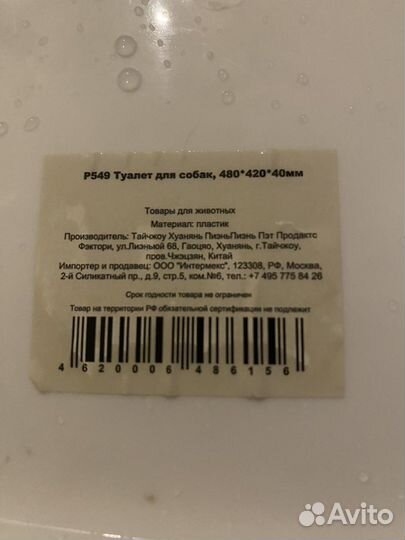 P549 Туалет для собак, 480*420*40мм
Товары для животных
Материал: пластик
Производитель: Тайчжоу Хуанянь ПиэньПиэнь Пэт Продактс
Фэктори, ул.Лиэньюй 68, Гаоцяо, Хуанянь, г.Тайчжоу,
пров.Чжэцзян, Китай
Импортер и продавец: ООО "Интермекс", 123308, РФ, Москва,
2-й Силикатный пр., д.9, стр.5, ком.№6, тел.: +7 495 775 84 26
Срок годности товара не ограничен
Товар на территории РФ обязательной сертификации не подлежит
4 620006 486156
Avito